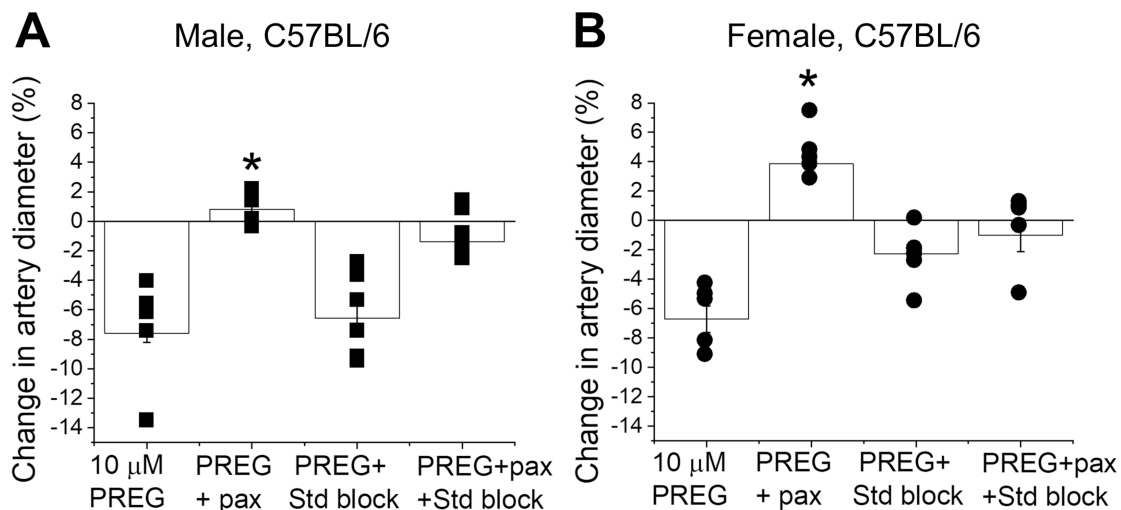 A
Male, C57BL/6
Change in artery diameter (%)
8
6
4
2
0
-2
-4
-6
-8
-10
-12
-14
*
10 μM
PREG
PREG
+ pax
PREG+
Std block
PREG+pax
+Std block
B
Female, C57BL/6
Change in artery diameter (%)
8
6
4
2
0
-2
-4
-6
-8
-10
-12
-14
*
10 μM
PREG
PREG
+ pax
PREG+
Std block
PREG+pax
+Std block